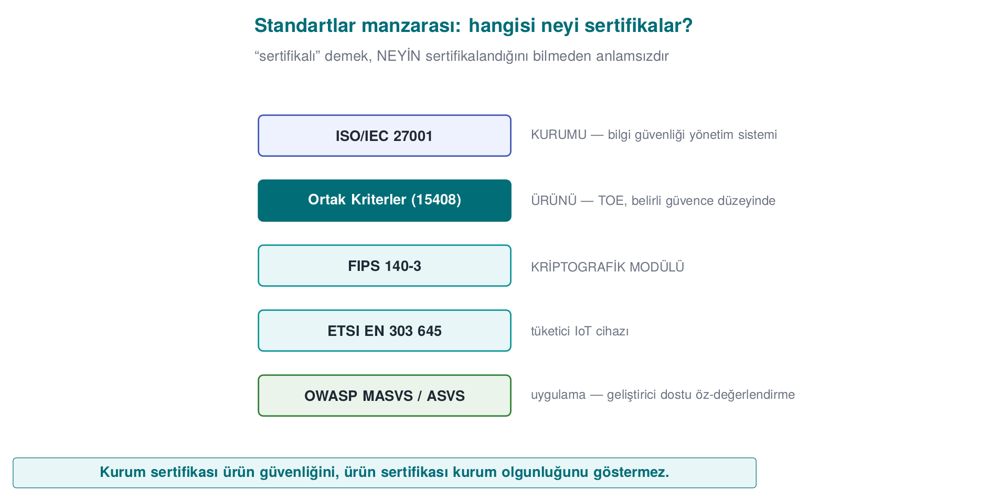 Standartlar manzarası: hangisi neyi sertifikalar?
“sertifikalı” demek, NEYİN sertifikalandığını bilmeden anlamsızdır
ISO/IEC 27001
KURUMU — bilgi güvenliği yönetim sistemi
Ortak Kriterler (15408)
ÜRÜNÜ — TOE, belirli güvence düzeyinde
FIPS 140-3
KRİPTOGRAFİK MODÜLÜ
ETSI EN 303 645
tüketici IoT cihazı
OWASP MASVS / ASVS
uygulama — geliştirici dostu öz-değerlendirme
Kurum sertifikası ürün güvenliğini, ürün sertifikası kurum olgunluğunu göstermez.